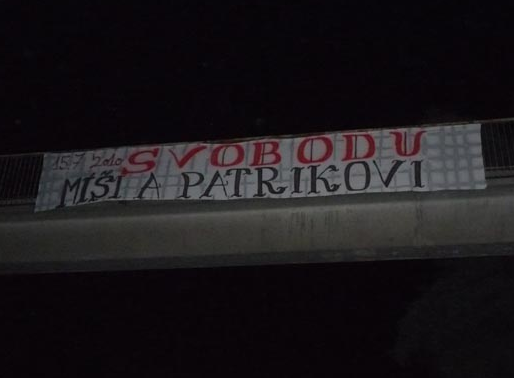 15.7. 2010 SVOBODU
MÍŠI A PATRIKOVI